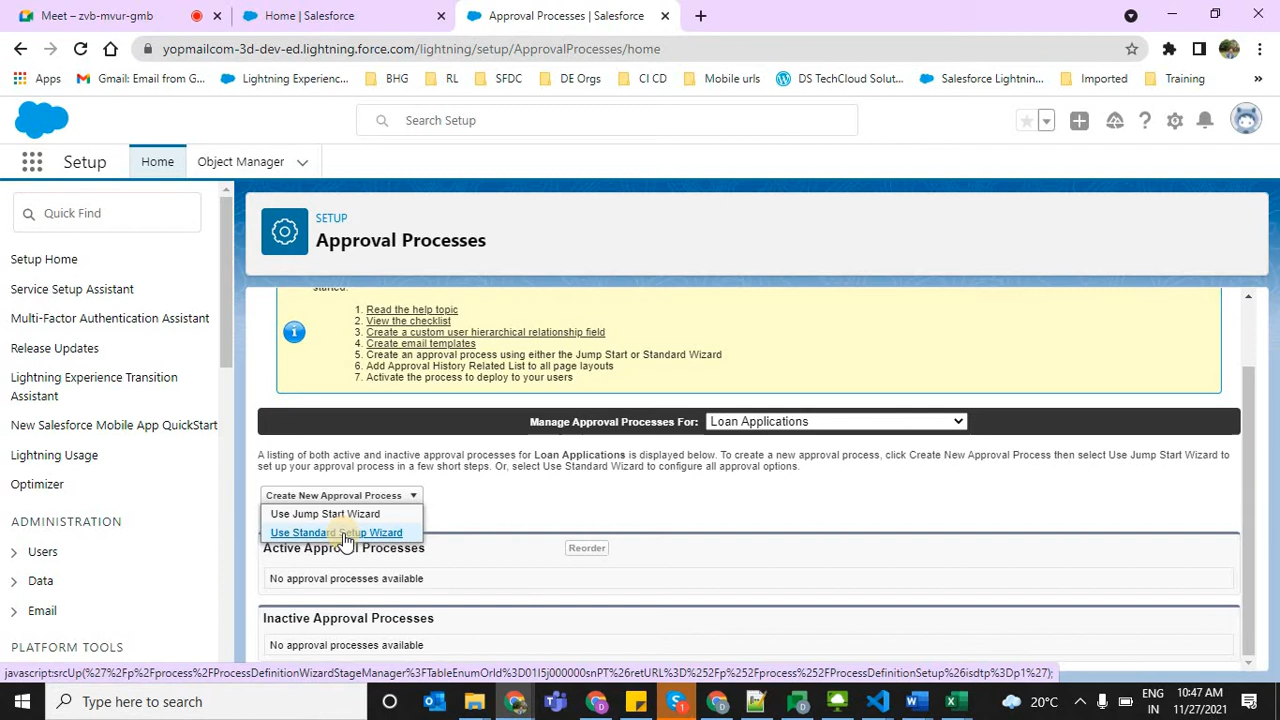 Meet – zvb-mvur-gmb
Home | Salesforce
Approval Processes | Salesforce
yopmailcom-3d-dev-ed.lightning.force.com/lightning/setup/ApprovalProcesses/home
Apps
Gmail: Email from G...
Lightning Experienc...
BHG
RL
SFDC
DE Orgs
CI CD
Mobile urls
DS TechCloud Solut...
Salesforce Lightnin...
Imported
Training
»
Search Setup
Setup
Home
Object Manager
Quick Find
SETUP
Approval Processes
Setup Home
Service Setup Assistant
Multi-Factor Authentication Assistant
Release Updates
Lightning Experience Transition
Assistant
New Salesforce Mobile App QuickStart
Lightning Usage
Optimizer
ADMINISTRATION
Users
Data
Email
PLATFORM TOOLS
started:
1. Read the help topic
2. View the checklist
3. Create a custom user hierarchical relationship field
4. Create email templates
5. Create an approval process using either the Jump Start or Standard Wizard
6. Add Approval History Related List to all page layouts
7. Activate the process to deploy to your users
Manage Approval Processes For: Loan Applications
A listing of both active and inactive approval processes for Loan Applications is displayed below. To create a new approval process, click Create New Approval Process then select Use Jump Start Wizard to
set up your approval process in a few short steps. Or, select Use Standard Wizard to configure all approval options.
Create New Approval Process
Use Jump Start Wizard
Use Standard Setup Wizard
Active Approval Processes
Reorder
No approval processes available
Inactive Approval Processes
No approval processes available
javascript:srcUp(%27%2Fp%2Fprocess%2FProcessDefinitionWizardStageManager%3FTableEnumOrId%3D01I5j000000snPT%26retURL%3D%252Fp%252Fprocess%252FProcessDefinitionSetup%26isdtp%3Dp1%27);
Type here to search
1
20°C
ENG
IN
10:47 AM
11/27/2021